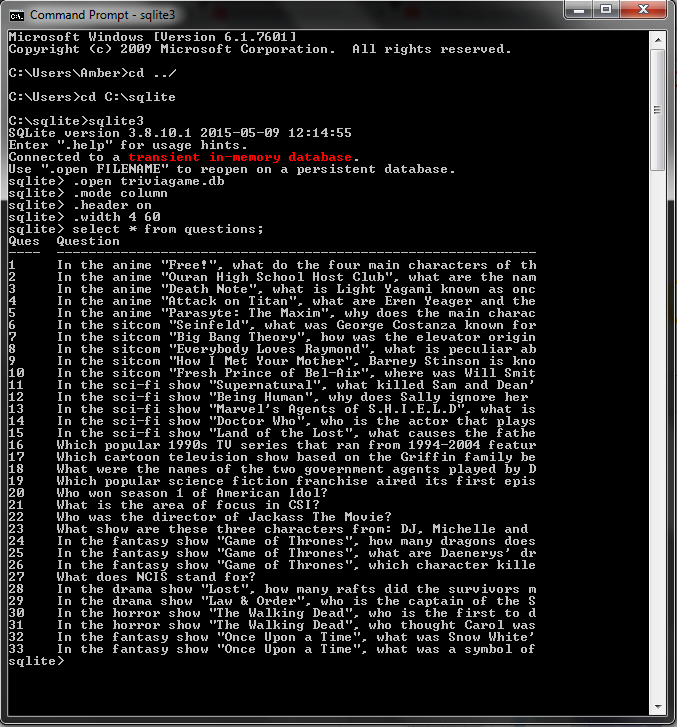 Command Prompt - sqlite3
Microsoft Windows [Version 6.1.7601]
Copyright (c) 2009 Microsoft Corporation.  All rights reserved.
C:\Users\Amber>cd ../
C:\Users>cd C:\sqlite
C:\sqlite>sqlite3
SQLite version 3.8.10.1 2015-05-09 12:14:55
Enter ".help" for usage hints.
Connected to a transient in-memory database.
Use ".open FILENAME" to reopen on a persistent database.
sqlite> .open triviagame.db
sqlite> .mode column
sqlite> .header on
sqlite> .width 4 60
sqlite> select * from questions;
Ques  Question
----  ------------------------------------------------------------
1     In the anime "Free!", what do the four main characters of th
2     In the anime "Ouran High School Host Club", what are the nam
3     In the anime "Death Note", what is Light Yagami known as onc
4     In the anime "Attack on Titan", what are Eren Yeager and the
5     In the anime "Parasyte: The Maxim", why does the main charac
6     In the sitcom "Seinfeld", what was George Costanza known for
7     In the sitcom "Big Bang Theory", how was the elevator origin
8     In the sitcom "Everybody Loves Raymond", what is peculiar ab
9     In the sitcom "How I Met Your Mother", Barney Stinson is kno
10    In the sitcom "Fresh Prince of Bel-Air", where was Will Smit
11    In the sci-fi show "Supernatural", what killed Sam and Dean'
12    In the sci-fi show "Being Human", why does Sally ignore her
13    In the sci-fi show "Marvel's Agents of S.H.I.E.L.D", what is
14    In the sci-fi show "Doctor Who", who is the actor that plays
15    In the sci-fi show "Land of the Lost", what causes the fathe
16    Which popular 1990s TV series that ran from 1994-2004 featur
17    Which cartoon television show based on the Griffin family be
18    What were the names of the two government agents played by D
19    Which popular science fiction franchise aired its first epis
20    Who won season 1 of American Idol?
21    What is the area of focus in CSI?
22    Who was the director of Jackass The Movie?
23    What show are these three characters from: DJ, Michelle and
24    In the fantasy show "Game of Thrones", how many dragons does
25    In the fantasy show "Game of Thrones", what are Daenerys' dr
26    In the fantasy show "Game of Thrones", which character kille
27    What does NCIS stand for?
28    In the drama show "Lost", how many rafts did the survivors m
29    In the drama show "Law & Order", who is the captain of the S
30    In the horror show "The Walking Dead", who is the first to d
31    In the horror show "The Walking Dead", who thought Carol was
32    In the fantasy show "Once Upon a Time", what was Snow White'
33    In the fantasy show "Once Upon a Time", what was a symbol of
sqlite>